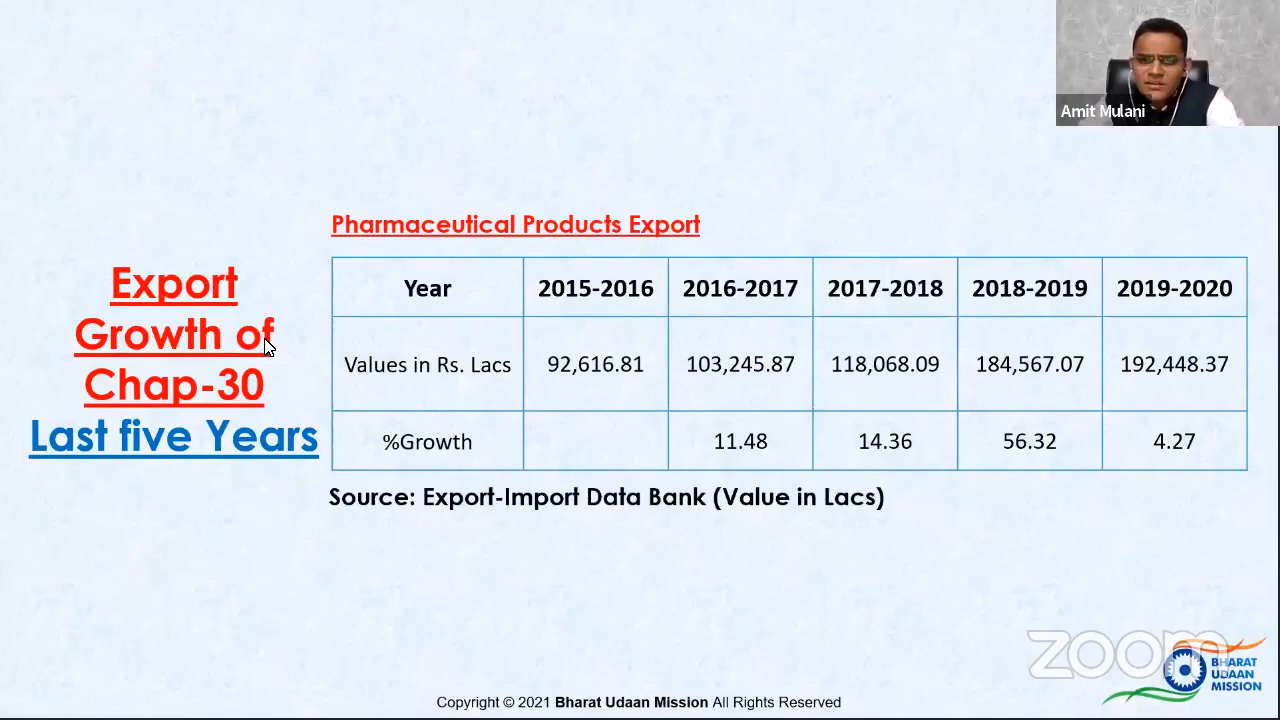 Amit Mulani
Pharmaceutical Products Export
Export
Growth of
Chap-30
Last five Years
Year 2015-2016 2016-2017 2017-2018 2018-2019 2019-2020
Values in Rs. Lacs 92,616.81 103,245.87 118,068.09 184,567.07 192,448.37
%Growth 11.48 14.36 56.32 4.27
Source: Export-Import Data Bank (Value in Lacs)
zoom
BHARAT
UDAAN
MISSION
Copyright © 2021 Bharat Udaan Mission All Rights Reserved